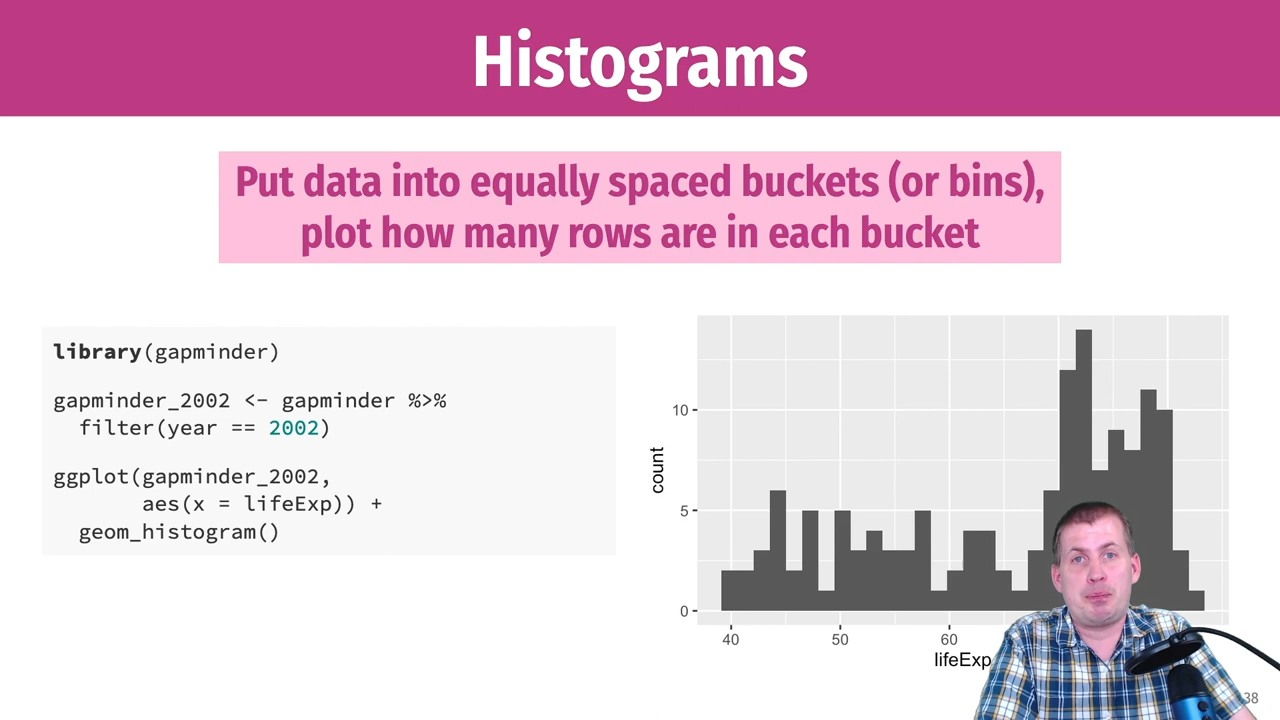 Histograms
Put data into equally spaced buckets (or bins),
plot how many rows are in each bucket
library(gapminder)
gapminder_2002 <- gapminder %>%
filter(year == 2002)
ggplot(gapminder_2002,
aes(x = lifeExp)) +
geom_histogram()
10
5
0
count
40
50
60
lifeExp
38